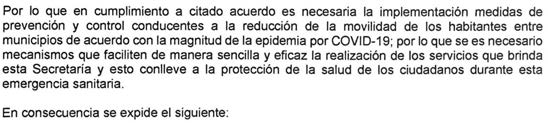 Por lo que en cumplimiento a citado acuerdo es necesaria la implementación medidas de
prevención y control conducentes a la reducción de la movilidad de los habitantes entre
municipios de acuerdo con la magnitud de la epidemia por COVID-19; por lo que se es necesario
mecanismos que faciliten de manera sencilla y eficaz la realización de los servicios que brinda
esta Secretaría y esto conlleve a la protección de la salud de los ciudadanos durante esta
emergencia sanitaria.
En consecuencia se expide el siguiente: